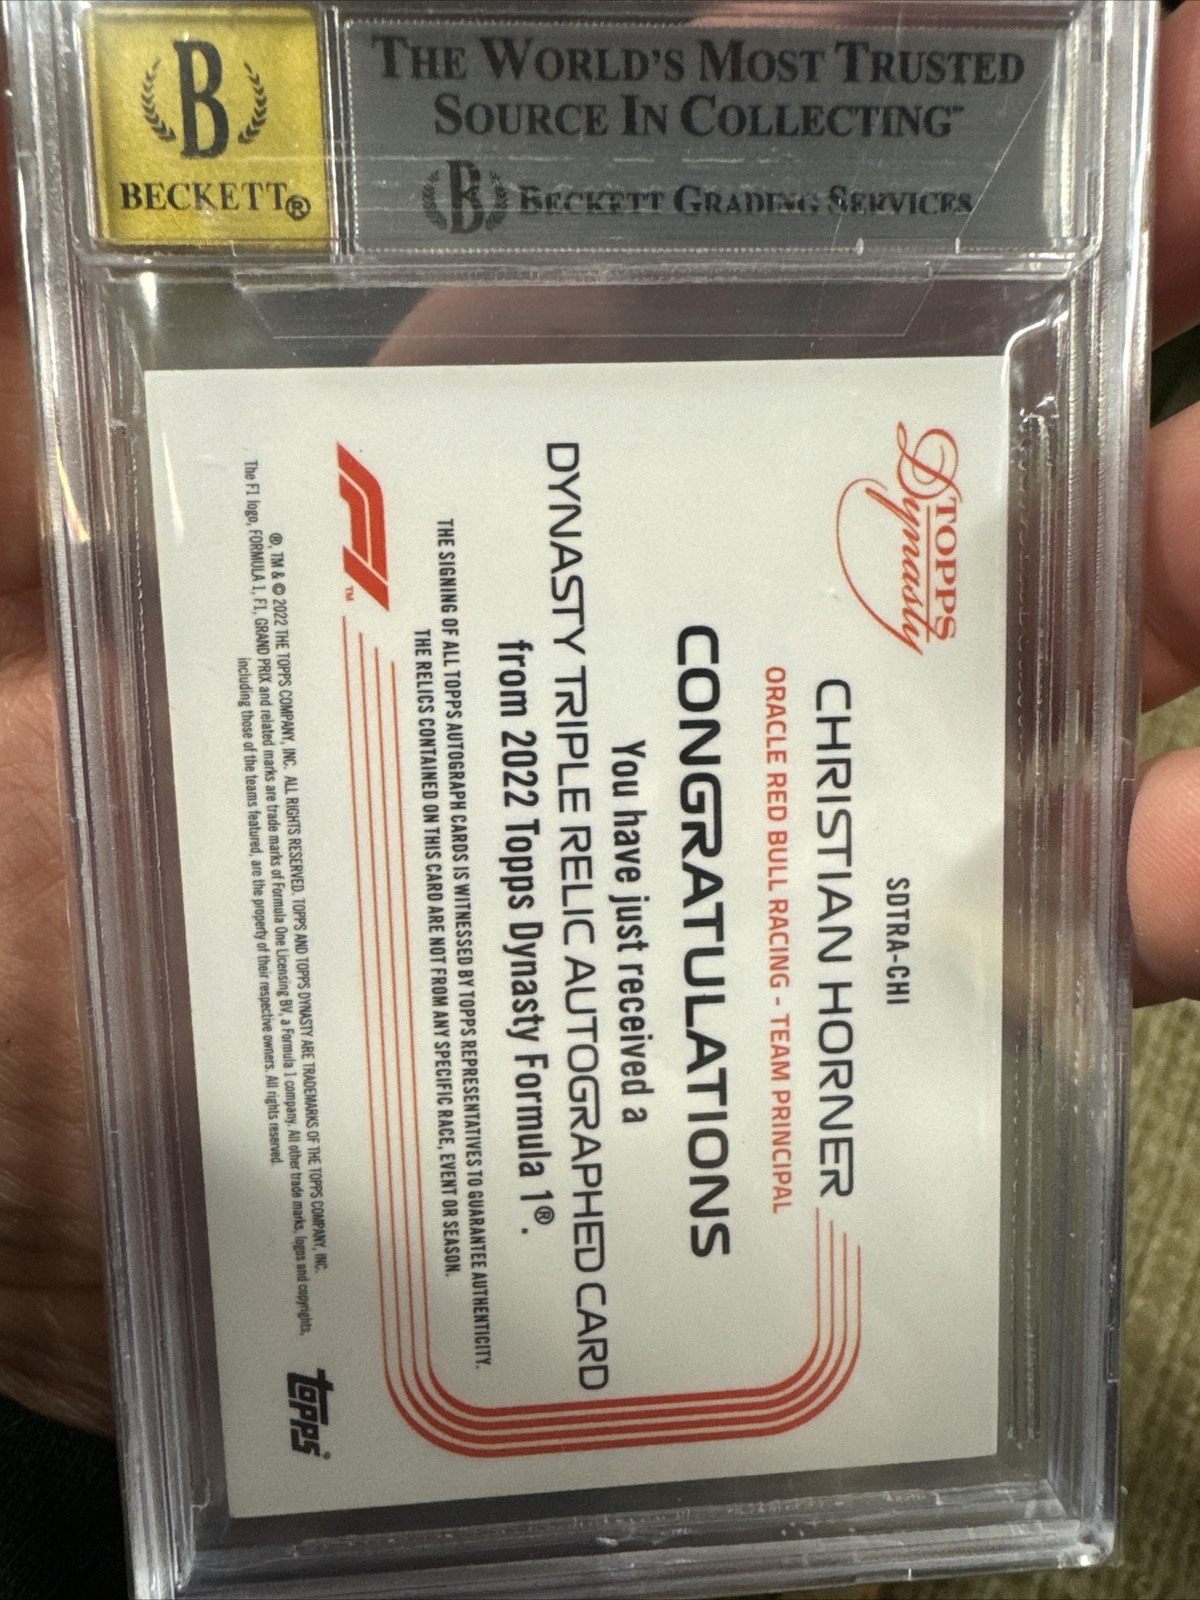 B
BECKETT®
THE WORLD'S MOST TRUSTED
SOURCE IN COLLECTING™
B BECKETT GRADING SERVICES
TOPPS
Dynasty
SDTRA-CHI
CHRISTIAN HORNER
ORACLE RED BULL RACING - TEAM PRINCIPAL
CONGRATULATIONS
You have just received a
DYNASTY TRIPLE RELIC AUTOGRAPHED CARD
from 2022 Topps Dynasty Formula 1®.
THE SIGNING OF ALL TOPPS AUTOGRAPH CARDS IS WITNESSED BY TOPPS REPRESENTATIVES TO GUARANTEE AUTHENTICITY.
THE RELICS CONTAINED ON THIS CARD ARE NOT FROM ANY SPECIFIC RACE, EVENT OR SEASON.
F1™
®, TM & © 2022 THE TOPPS COMPANY, INC. ALL RIGHTS RESERVED. TOPPS AND TOPPS DYNASTY ARE TRADEMARKS OF THE TOPPS COMPANY, INC.
The F1 logo, FORMULA 1, F1, GRAND PRIX and related marks are trade marks of Formula One Licensing BV, a Formula 1 company. All other trade marks, logos and copyrights,
including those of the teams featured, are the property of their respective owners. All rights reserved.
topps®